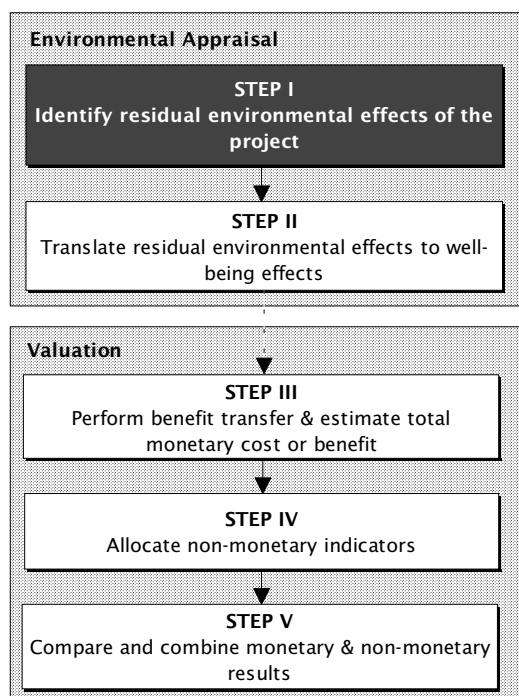 Environmental Appraisal
STEP I
Identify residual environmental effects of the
project
STEP II
Translate residual environmental effects to well-
being effects
Valuation
STEP III
Perform benefit transfer & estimate total
monetary cost or benefit
STEP IV
Allocate non-monetary indicators
STEP V
Compare and combine monetary & non-monetary
results